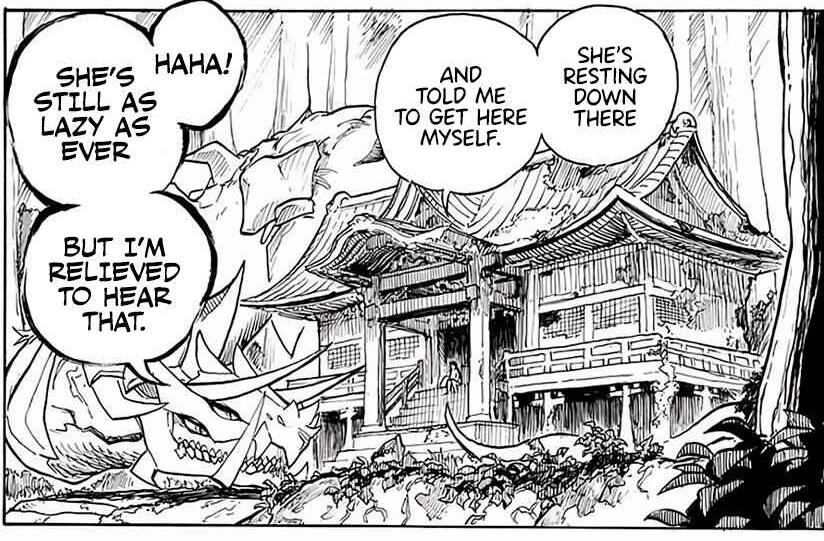 SHE'S
RESTING
DOWN
THERE
AND
TOLD ME
TO GET HERE
MYSELF.
HAHA!
SHE'S
STILL AS
LAZY AS
EVER
BUT I'M
RELIEVED
TO HEAR
THAT.